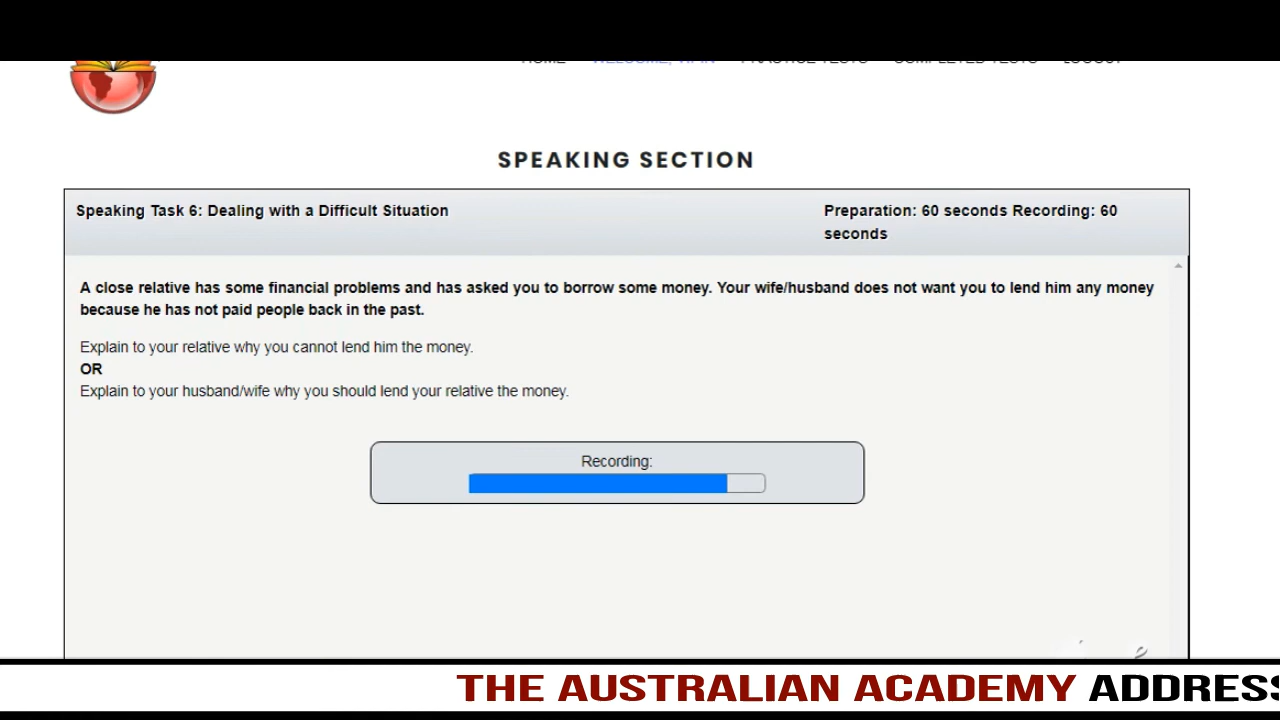 SPEAKING SECTION
Speaking Task 6: Dealing with a Difficult Situation
Preparation: 60 seconds Recording: 60
seconds
A close relative has some financial problems and has asked you to borrow some money. Your wife/husband does not want you to lend him any money
because he has not paid people back in the past.
Explain to your relative why you cannot lend him the money.
OR
Explain to your husband/wife why you should lend your relative the money.
Recording:
THE AUSTRALIAN ACADEMY ADDRESS